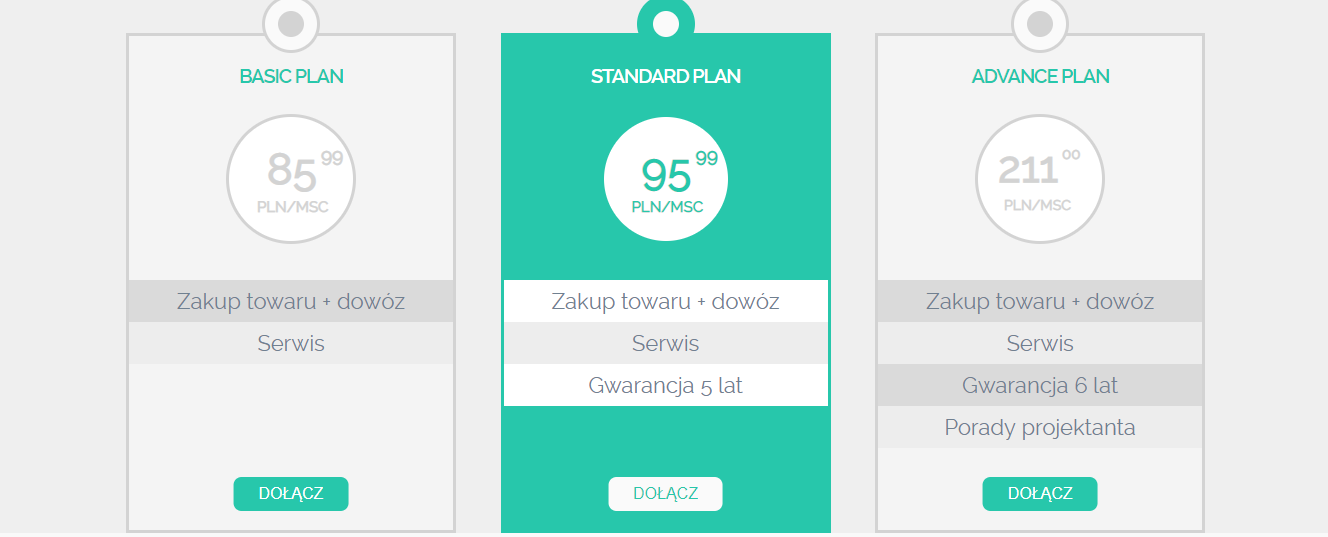 BASIC PLAN
85 99
PLN/MSC
Zakup towaru + dowóz
Serwis
DOŁĄCZ
STANDARD PLAN
95 99
PLN/MSC
Zakup towaru + dowóz
Serwis
Gwarancja 5 lat
DOŁĄCZ
ADVANCE PLAN
211 00
PLN/MSC
Zakup towaru + dowóz
Serwis
Gwarancja 6 lat
Porady projektanta
DOŁĄCZ